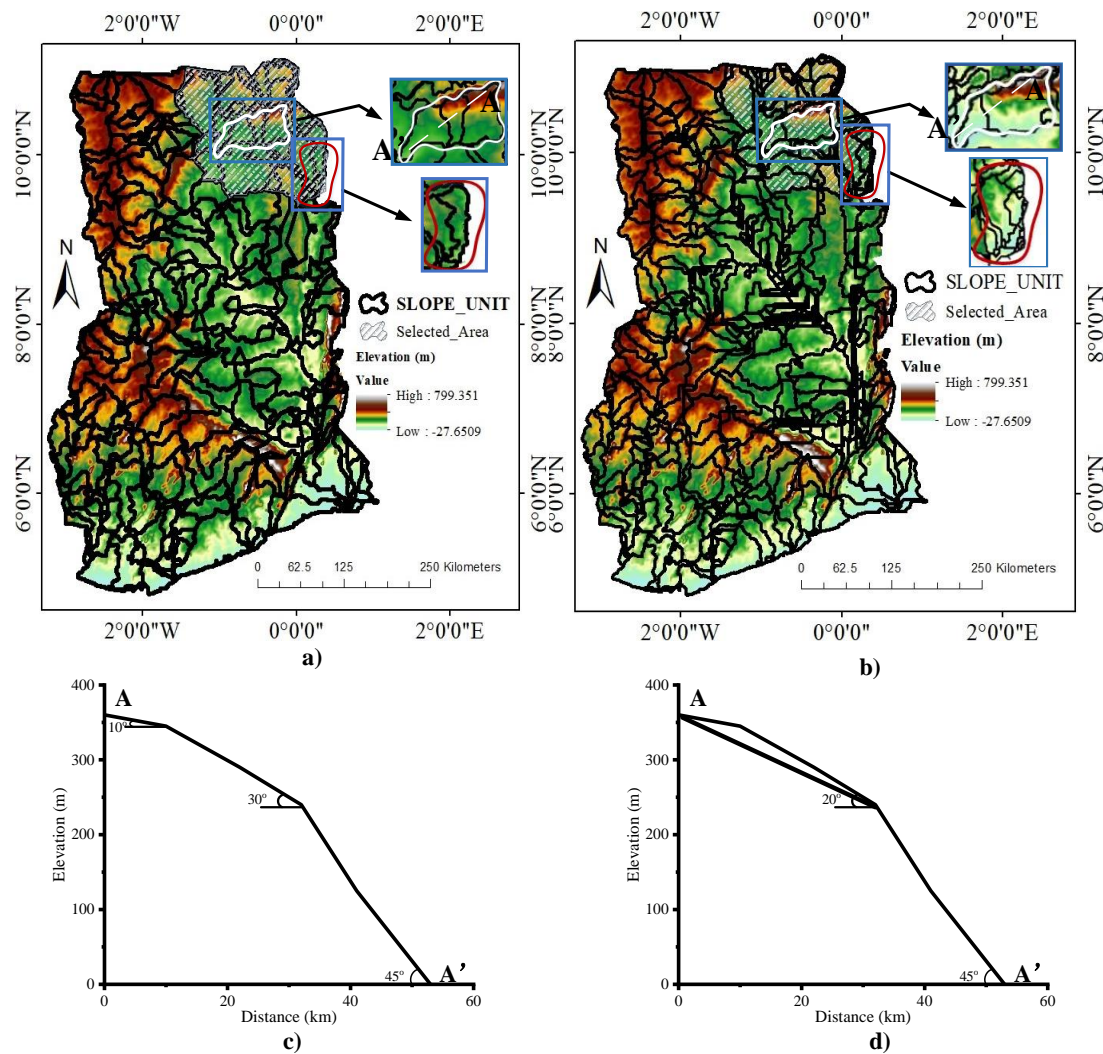 2°0'0"W 0°0'0" 2°0'0"E
a)
10°0'0"N
8°0'0"N
6°0'0"N
10°0'0"N
8°0'0"N
6°0'0"N
N
A
A
SLOPE_UNIT
Selected_Area
Elevation (m)
Value
High : 799.351
Low : -27.6509
0 62.5 125 250 Kilometers
2°0'0"W 0°0'0" 2°0'0"E
a)
2°0'0"W 0°0'0" 2°0'0"E
b)
N
A
A
SLOPE_UNIT
Selected_Area
Elevation (m)
Value
High : 799.351
Low : -27.6509
0 62.5 125 250 Kilometers
10°0'0"N
8°0'0"N
6°0'0"N
2°0'0"W 0°0'0" 2°0'0"E
b)
400
300
200
100
0
Elevation (m)
A
10°
30°
45°
A’
0 20 40 60
Distance (km)
c)
400
300
200
100
0
Elevation (m)
A
20°
45°
A’
0 20 40 60
Distance (km)
d)